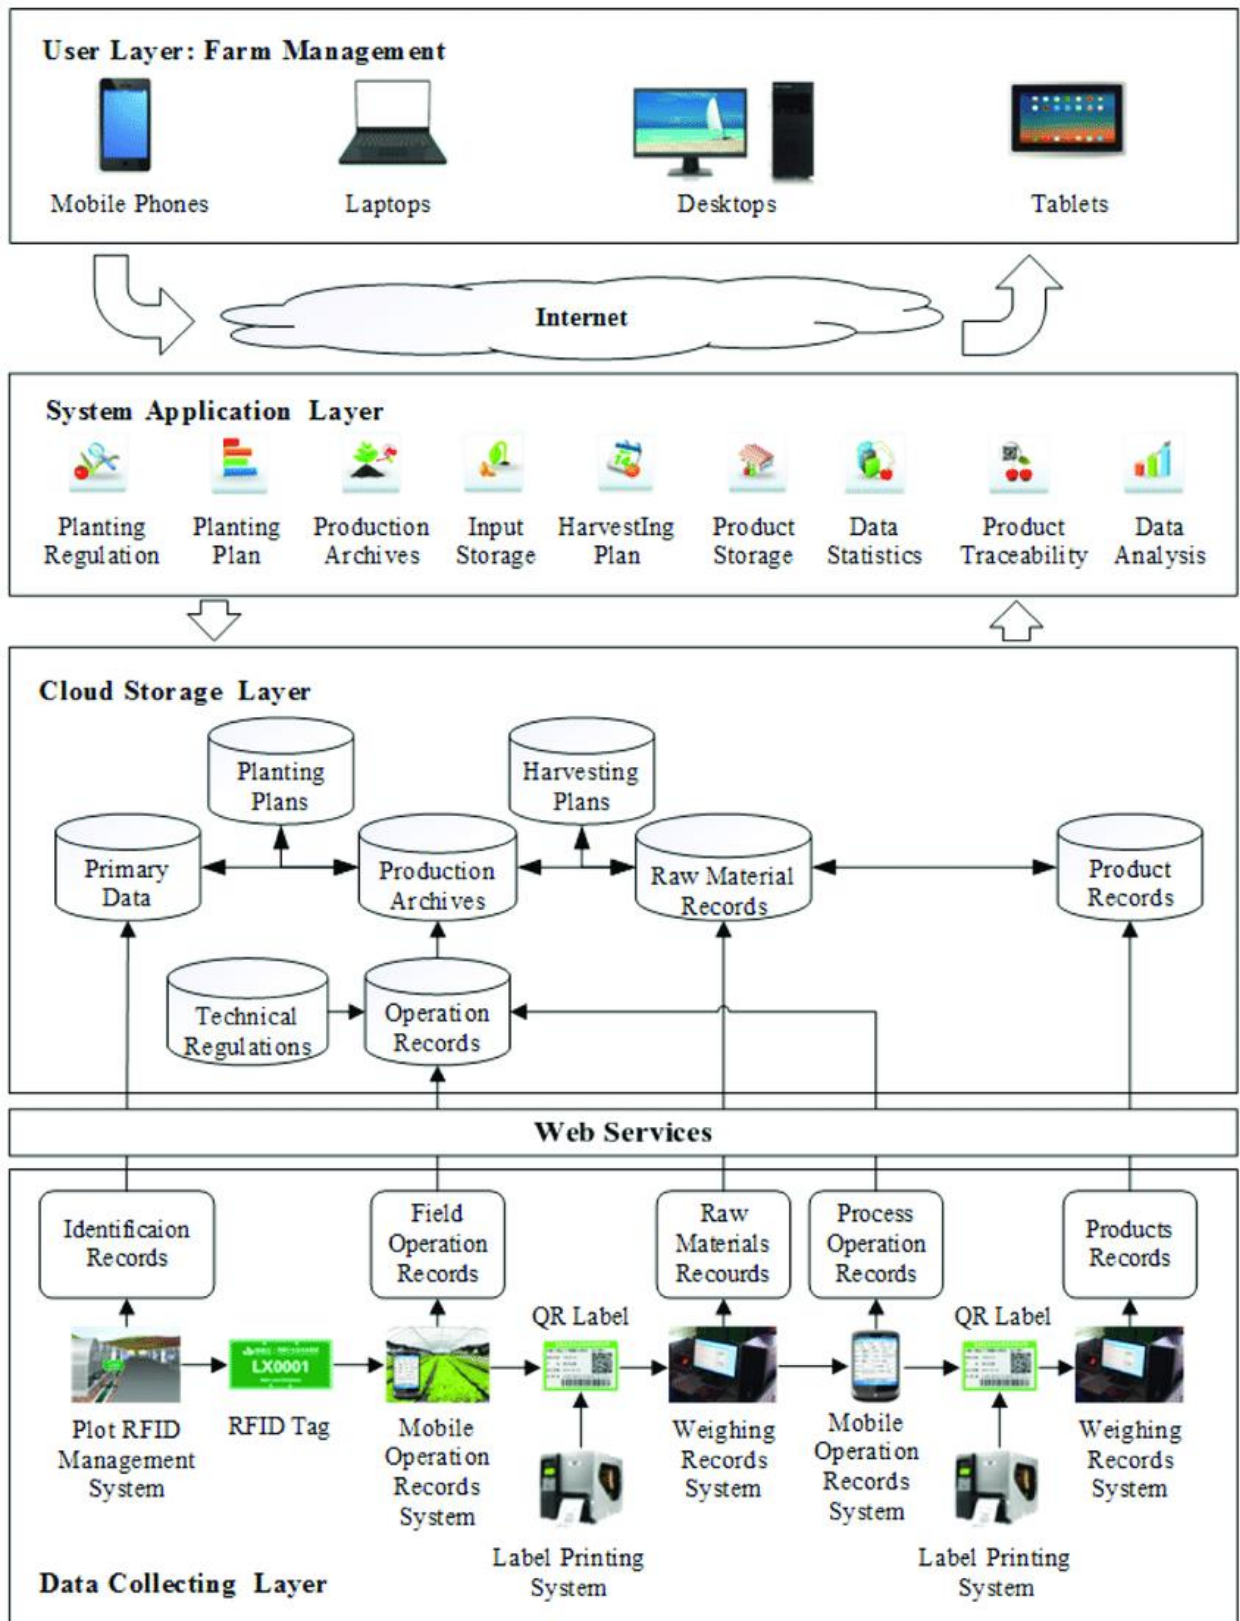 User Layer: Farm Management
Mobile Phones
Laptops
Desktops
Tablets
Internet
System Application Layer
Planting
Regulation
Planting
Plan
Production
Archives
Input
Storage
HarvestIng
Plan
Product
Storage
Data
Statistics
Product
Traceability
Data
Analysis
Cloud Storage Layer
Planting
Plans
Harvesting
Plans
Primary
Data
Production
Archives
Raw Material
Records
Product
Records
Technical
Regulations
Operation
Records
Web Services
Identificaion
Records
Field
Operation
Records
Raw
Materials
Recourds
Process
Operation
Records
Products
Records
QR Label
QR Label
LX0001
Plot RFID
Management
System
RFID Tag
Mobile
Operation
Records
System
Weighing
Records
System
Mobile
Operation
Records
System
Weighing
Records
System
Label Printing
System
Label Printing
System
Data Collecting Layer